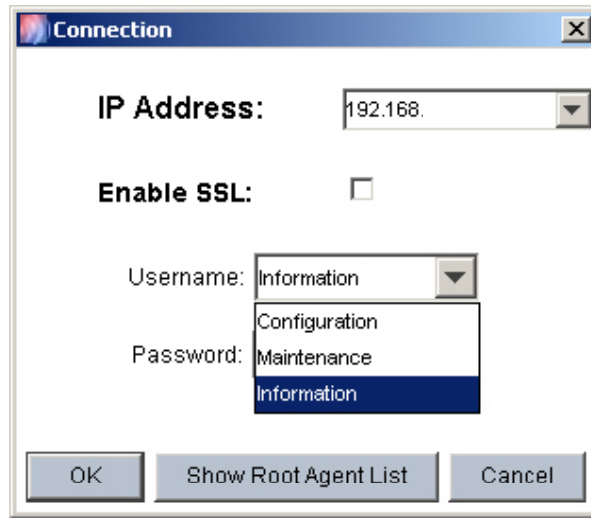 Connection
IP Address: 192.168.
Enable SSL:
Username: Information
Configuration
Password: Maintenance
Information
OK Show Root Agent List Cancel